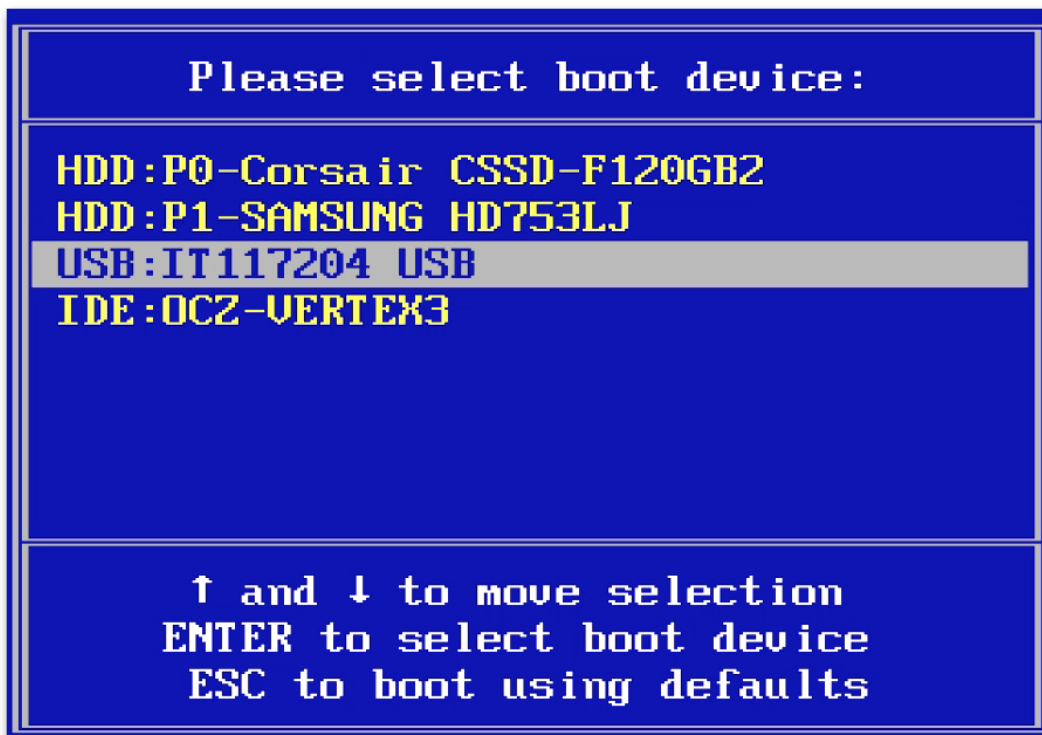 Please select boot device:
HDD:P0-Corsair CSSD-F120GB2
HDD:P1-SAMSUNG HD753LJ
USB:IT117204 USB
IDE:OCZ-VERTEX3
↑ and ↓ to move selection
ENTER to select boot device
ESC to boot using defaults